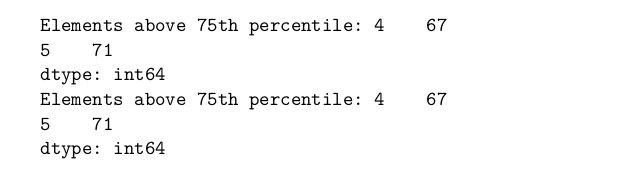 Elements above 75th percentile: 4    67
5    71
dtype: int64
Elements above 75th percentile: 4    67
5    71
dtype: int64